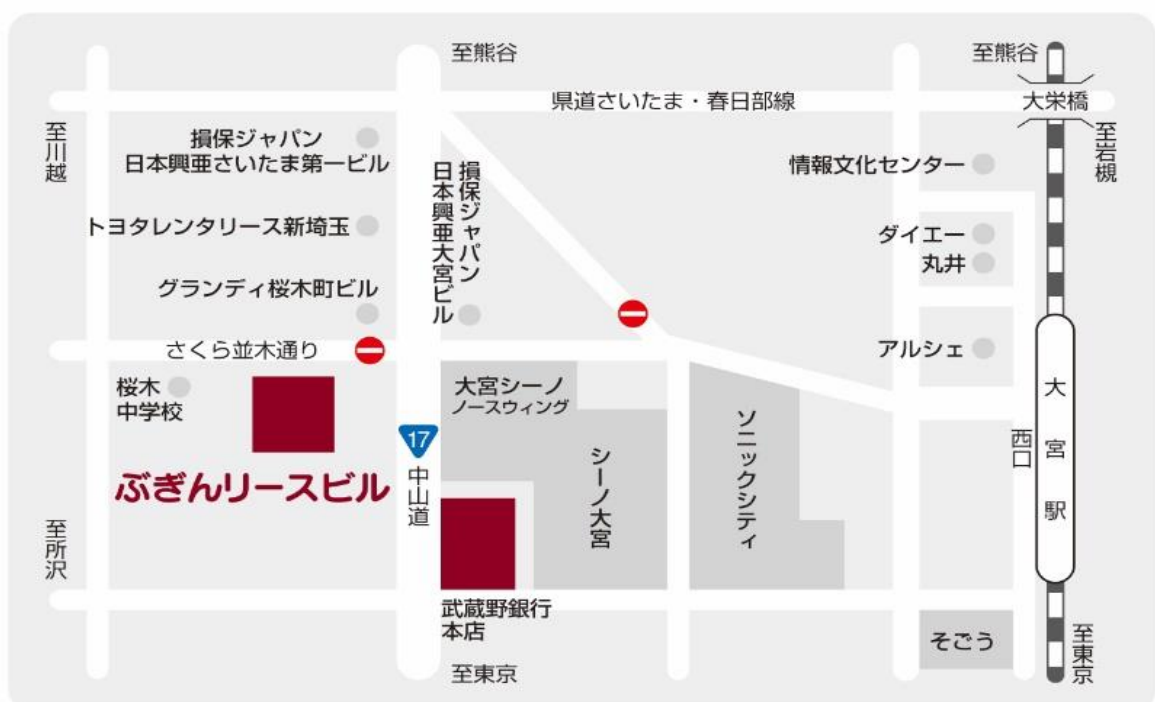 至熊谷
至熊谷
県道さいたま・春日部線
大栄橋
至川越
至岩槻
損保ジャパン
日本興亜さいたま第一ビル
損保ジャパン
日本興亜大宮ビル
情報文化センター
トヨタレンタリース新埼玉
ダイエー
丸井
グランディ桜木町ビル
さくら並木通り
アルシェ
桜木
中学校
大宮シーノ
ノースウィング
ソニックシティ
大宮駅
西口
17
中山道
シーノ大宮
ぶぎんリースビル
至所沢
武蔵野銀行
本店
そごう
至東京
至東京